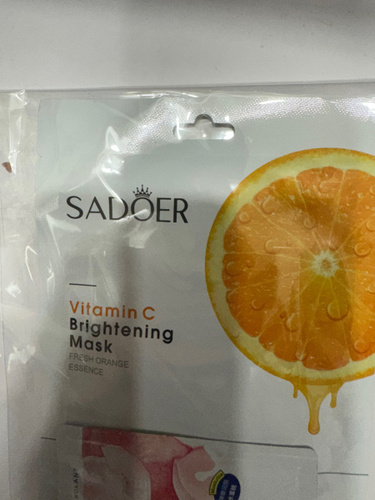 SADOER
Vitamin C
Brightening
Mask
FRESH ORANGE
ESSENCE